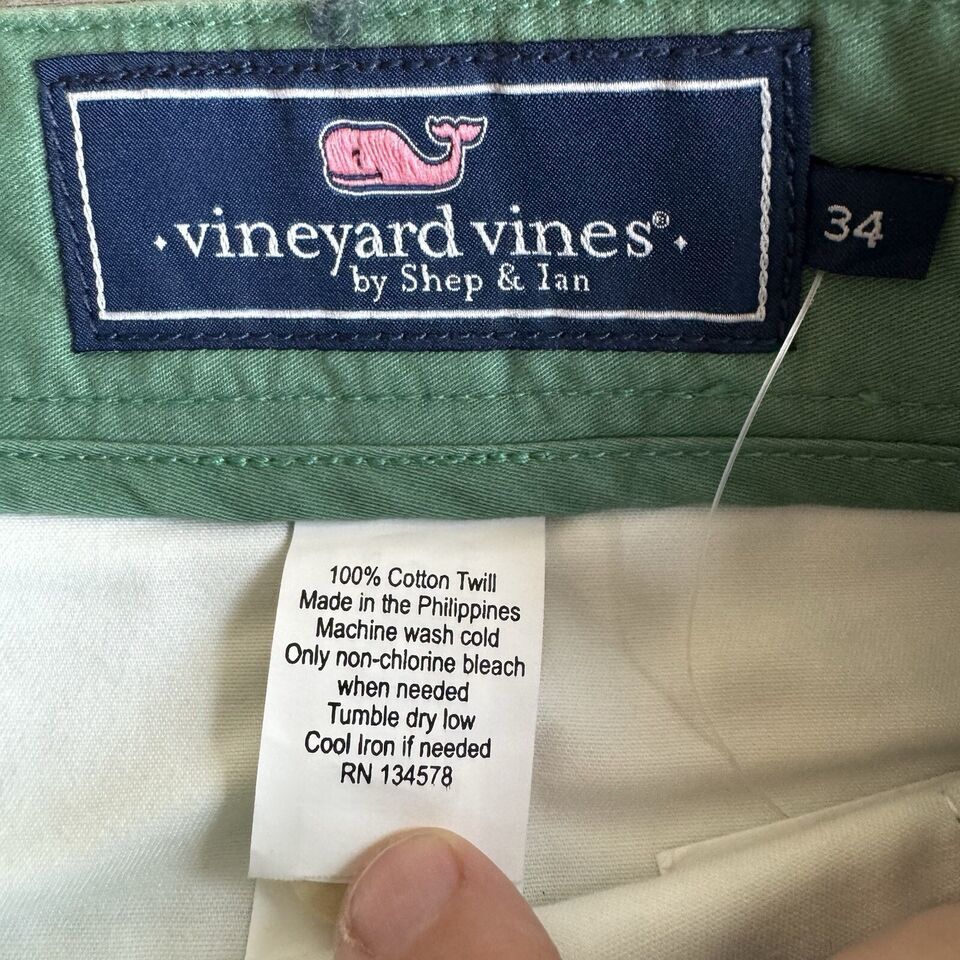 vineyard vines®
by Shep & Ian
34
100% Cotton Twill
Made in the Philippines
Machine wash cold
Only non-chlorine bleach
when needed
Tumble dry low
Cool Iron if needed
RN 134578